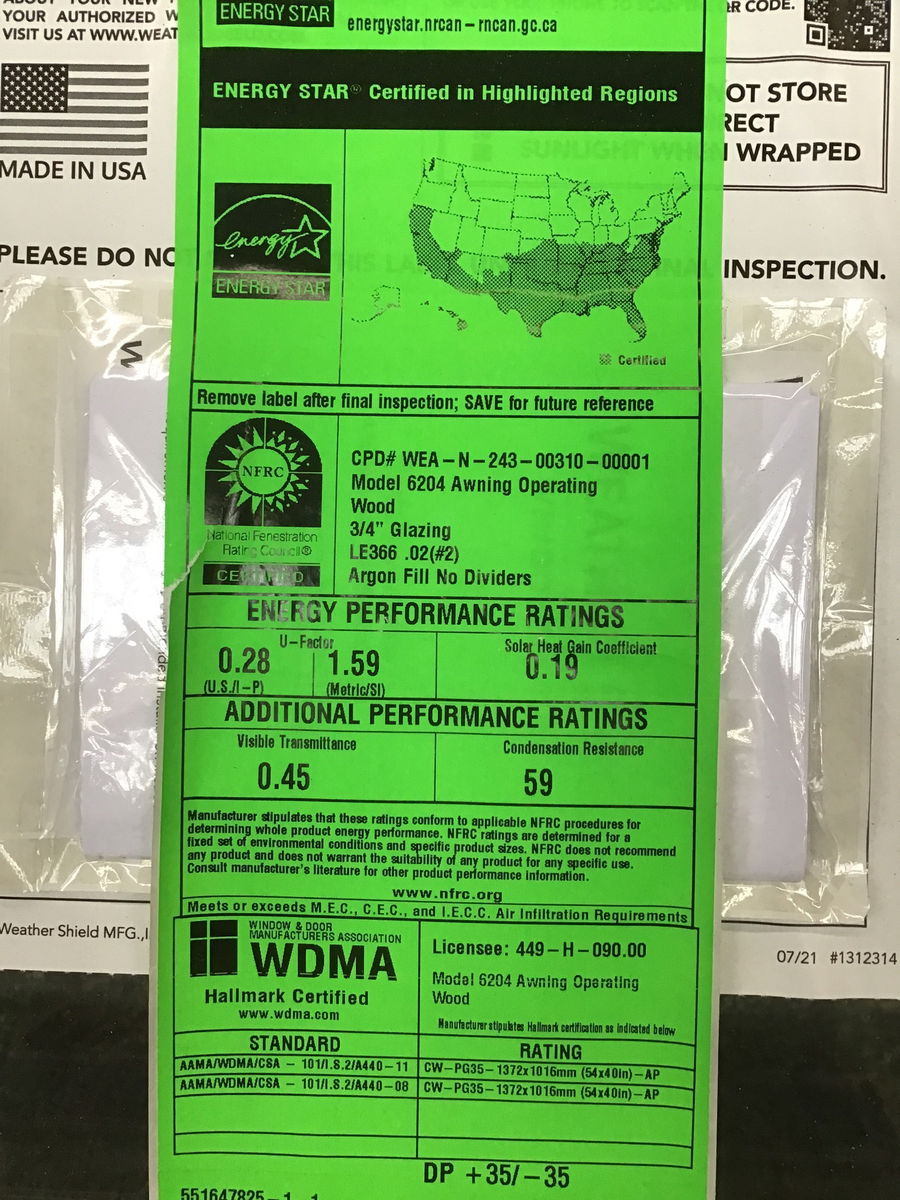 ABOUT YOUR NEW
YOUR AUTHORIZED W
VISIT US AT WWW.WEAT
R CODE.
MADE IN USA
OT STORE
RECT
SUNLIGHT WHEN WRAPPED
PLEASE DO NO
INSPECTION.
ENERGY STAR
energystar.nrcan-rncan.gc.ca
ENERGY STAR® Certified in Highlighted Regions
energy
ENERGY STAR
Certified
Remove label after final inspection; SAVE for future reference
NFRC
National Fenestration
Rating Council®
CERTIFIED
CPD# WEA-N-243-00310-00001
Model 6204 Awning Operating
Wood
3/4" Glazing
LE366 .02(#2)
Argon Fill No Dividers
ENERGY PERFORMANCE RATINGS
U-Factor
0.28
(U.S./I-P)
1.59
(Metric/SI)
Solar Heat Gain Coefficient
0.19
ADDITIONAL PERFORMANCE RATINGS
Visible Transmittance
0.45
Condensation Resistance
59
Manufacturer stipulates that these ratings conform to applicable NFRC procedures for
determining whole product energy performance. NFRC ratings are determined for a
fixed set of environmental conditions and specific product sizes. NFRC does not recommend
any product and does not warrant the suitability of any product for any specific use.
Consult manufacturer's literature for other product performance information.
www.nfrc.org
Meets or exceeds M.E.C., C.E.C., and I.E.C.C. Air Infiltration Requirements
WINDOW & DOOR
MANUFACTURERS ASSOCIATION
WDMA
Hallmark Certified
www.wdma.com
Licensee: 449-H-090.00
Model 6204 Awning Operating
Wood
Manufacturer stipulates Hallmark certification as indicated below
STANDARD RATING
AAMA/WDMA/CSA - 101/I.S.2/A440-11 CW-PG35-1372x1016mm (54x40in)-AP
AAMA/WDMA/CSA - 101/I.S.2/A440-08 CW-PG35-1372x1016mm (54x40in)-AP
DP +35/-35
551647825-1 1
Weather Shield MFG.,I
07/21 #1312314